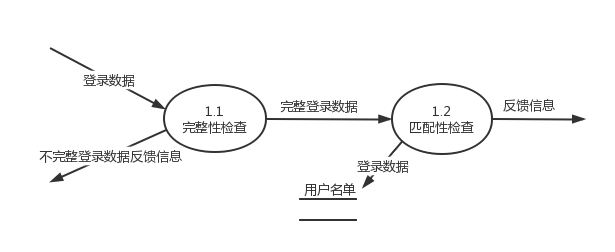 登录数据
1.1
完整性检查
完整登录数据
1.2
匹配性检查
反馈信息
不完整登录数据反馈信息
登录数据
用户名单